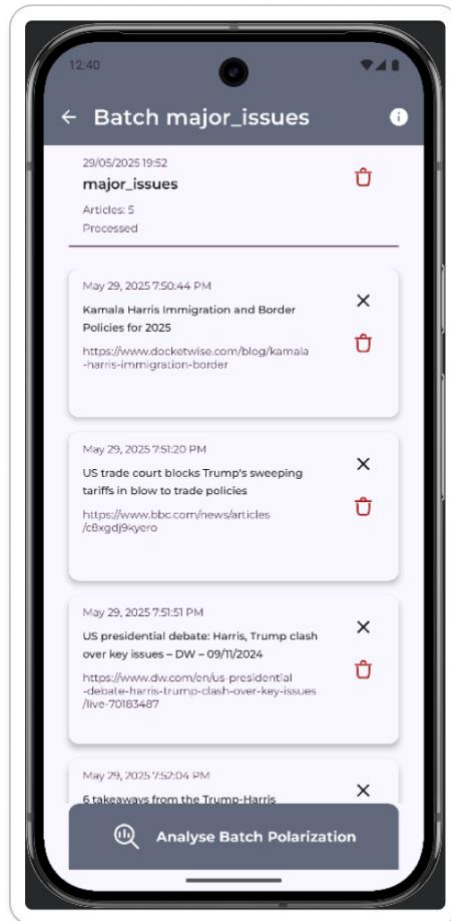 12:40
Batch major_issues
29/05/2025 19:52
major_issues
Articles: 5
Processed
May 29, 2025 7:50:44 PM
Kamala Harris Immigration and Border
Policies for 2025
https://www.docketwise.com/blog/kamala
-harris-immigration-border
May 29, 2025 7:51:20 PM
US trade court blocks Trump's sweeping
tariffs in blow to trade policies
https://www.bbc.com/news/articles
/c8xgdj9kyero
May 29, 2025 7:51:51 PM
US presidential debate: Harris, Trump clash
over key issues – DW – 09/11/2024
https://www.dw.com/en/us-presidential
-debate-harris-trump-clash-over-key-issues
/live-70183487
May 29, 2025 7:52:04 PM
6 takeaways from the Trump-Harris
Analyse Batch Polarization